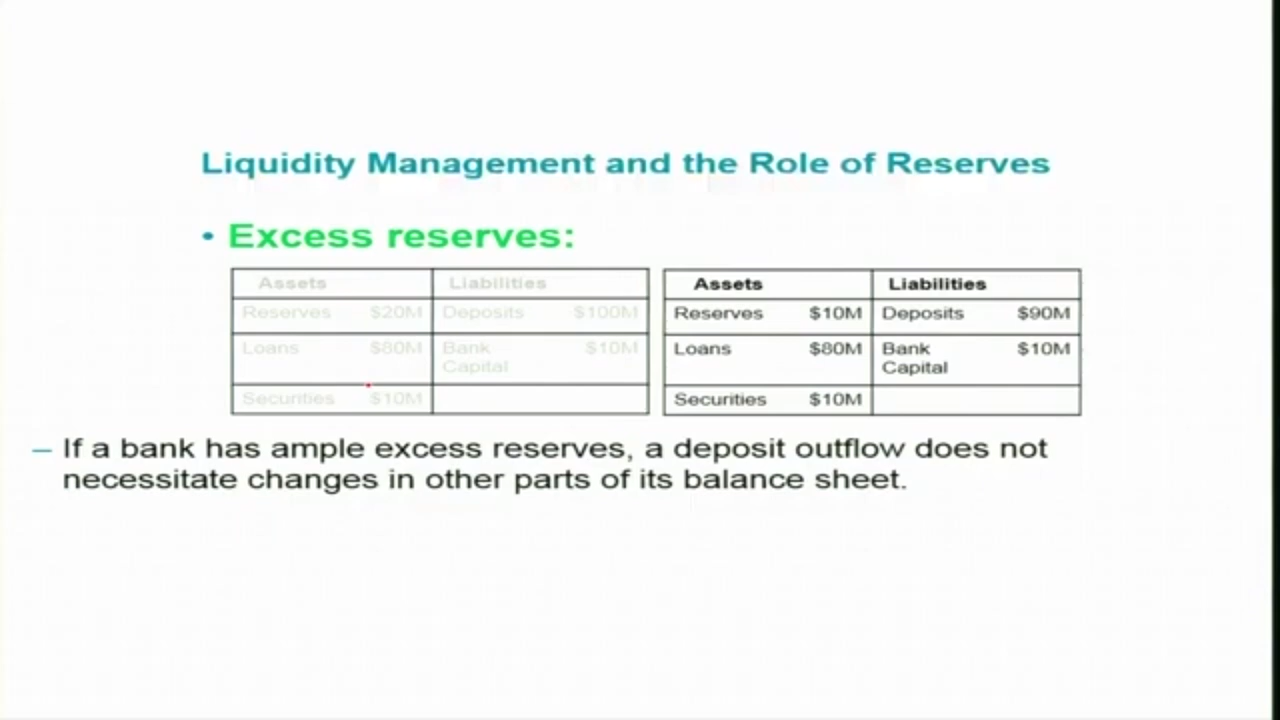 Liquidity Management and the Role of Reserves
• Excess reserves:
Assets Liabilities Assets Liabilities
Reserves $20M Deposits $100M Reserves $10M Deposits $90M
Loans $80M Bank Capital $10M Loans $80M Bank Capital $10M
Securities $10M Securities $10M
– If a bank has ample excess reserves, a deposit outflow does not
necessitate changes in other parts of its balance sheet.